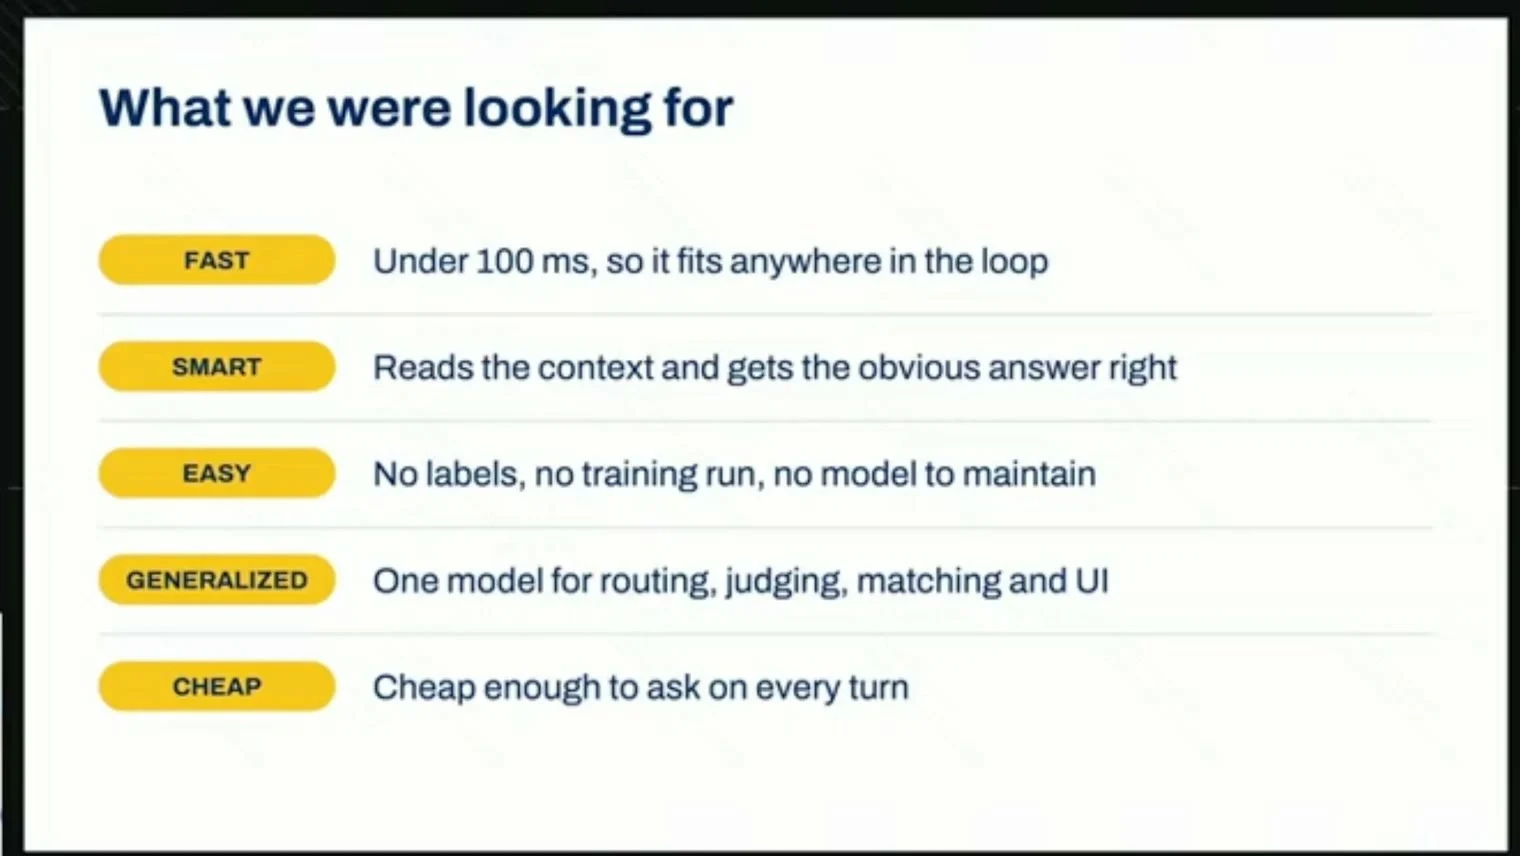 What we were looking for
FAST Under 100 ms, so it fits anywhere in the loop
SMART Reads the context and gets the obvious answer right
EASY No labels, no training run, no model to maintain
GENERALIZED One model for routing, judging, matching and UI
CHEAP Cheap enough to ask on every turn